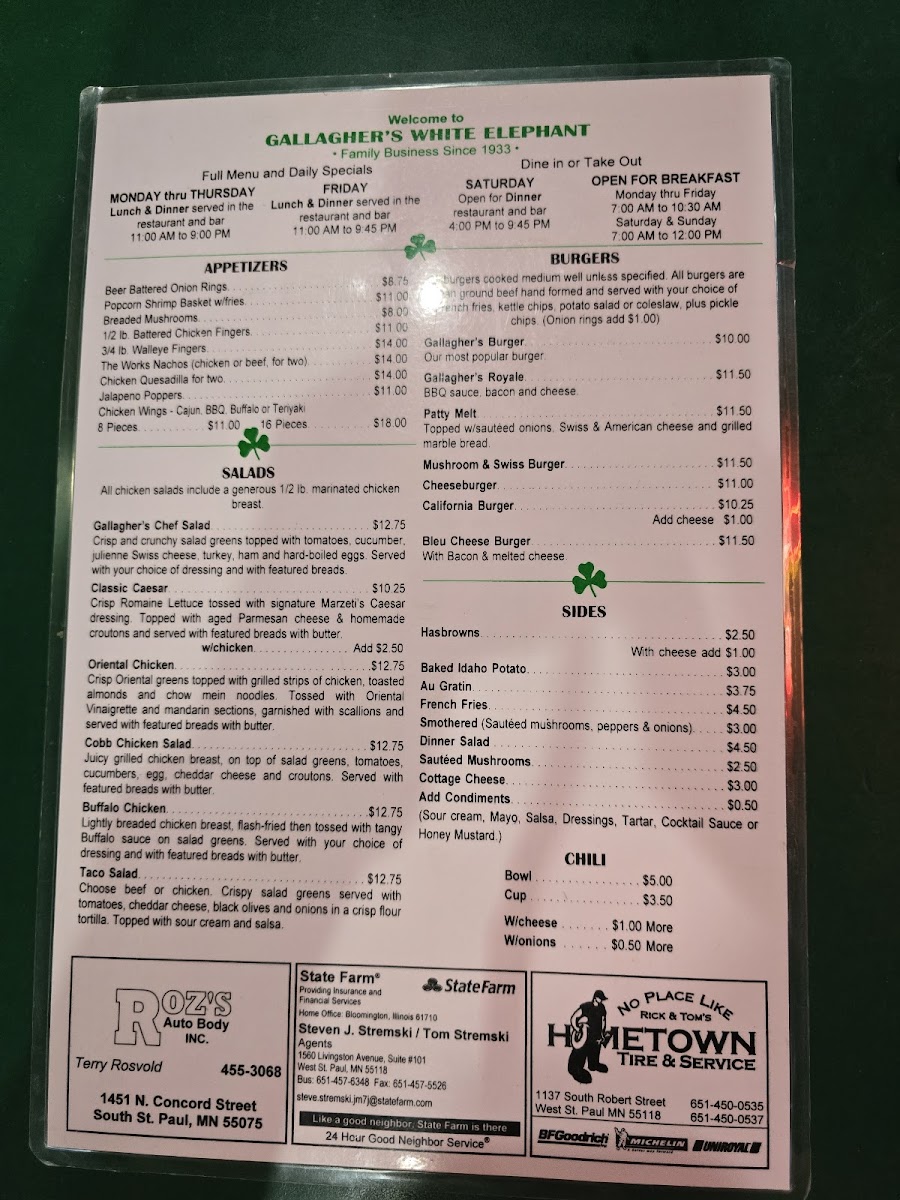 Welcome to
GALLAGHER'S WHITE ELEPHANT
• Family Business Since 1933 •
Full Menu and Daily Specials
Dine in or Take Out
MONDAY thru THURSDAY
Lunch & Dinner served in the
restaurant and bar
11:00 AM to 9:00 PM
FRIDAY
Lunch & Dinner served in the
restaurant and bar
11:00 AM to 9:45 PM
SATURDAY
Open for Dinner
restaurant and bar
4:00 PM to 9:45 PM
OPEN FOR BREAKFAST
Monday thru Friday
7:00 AM to 10:30 AM
Saturday & Sunday
7:00 AM to 12:00 PM
APPETIZERS
Beer Battered Onion Rings $8.75
Popcorn Shrimp Basket w/fries $11.00
Breaded Mushrooms $8.00
1/2 lb. Battered Chicken Fingers $11.00
3/4 lb. Walleye Fingers $14.00
The Works Nachos (chicken or beef, for two) $14.00
Chicken Quesadilla for two $14.00
Jalapeno Poppers $11.00
Chicken Wings - Cajun, BBQ, Buffalo or Teriyaki
8 Pieces $11.00 16 Pieces $18.00
SALADS
All chicken salads include a generous 1/2 lb. marinated chicken
breast.
Gallagher's Chef Salad $12.75
Crisp and crunchy salad greens topped with tomatoes, cucumber,
julienne Swiss cheese, turkey, ham and hard-boiled eggs. Served
with your choice of dressing and with featured breads.
Classic Caesar $10.25
Crisp Romaine Lettuce tossed with signature Marzeti's Caesar
dressing. Topped with aged Parmesan cheese & homemade
croutons and served with featured breads with butter.
w/chicken Add $2.50
Oriental Chicken $12.75
Crisp Oriental greens topped with grilled strips of chicken, toasted
almonds and chow mein noodles. Tossed with Oriental
Vinaigrette and mandarin sections, garnished with scallions and
served with featured breads with butter.
Cobb Chicken Salad $12.75
Juicy grilled chicken breast, on top of salad greens, tomatoes,
cucumbers, egg, cheddar cheese and croutons. Served with
featured breads with butter.
Buffalo Chicken $12.75
Lightly breaded chicken breast, flash-fried then tossed with tangy
Buffalo sauce on salad greens. Served with your choice of
dressing and with featured breads with butter.
Taco Salad $12.75
Choose beef or chicken. Crispy salad greens served with
tomatoes, cheddar cheese, black olives and onions in a crisp flour
tortilla. Topped with sour cream and salsa.
BURGERS
burgers cooked medium well unless specified. All burgers are
ground beef hand formed and served with your choice of
french fries, kettle chips, potato salad or coleslaw, plus pickle
chips. (Onion rings add $1.00)
Gallagher's Burger $10.00
Our most popular burger.
Gallagher's Royale $11.50
BBQ sauce, bacon and cheese.
Patty Melt $11.50
Topped w/sautéed onions, Swiss & American cheese and grilled
marble bread.
Mushroom & Swiss Burger $11.50
Cheeseburger $11.00
California Burger $10.25
Add cheese $1.00
Bleu Cheese Burger $11.50
With Bacon & melted cheese.
SIDES
Hasbrowns $2.50
With cheese add $1.00
Baked Idaho Potato $3.00
Au Gratin $3.75
French Fries $4.50
Smothered (Sautéed mushrooms, peppers & onions) $3.00
Dinner Salad $4.50
Sautéed Mushrooms $2.50
Cottage Cheese $3.00
Add Condiments $0.50
(Sour cream, Mayo, Salsa, Dressings, Tartar, Cocktail Sauce or
Honey Mustard.)
CHILI
Bowl $5.00
Cup $3.50
W/cheese $1.00 More
W/onions $0.50 More
ROZ'S
Auto Body
INC.
Terry Rosvold 455-3068
1451 N. Concord Street
South St. Paul, MN 55075
State Farm®
Providing Insurance and
Financial Services
Home Office: Bloomington, Illinois 61710
StateFarm
Steven J. Stremski / Tom Stremski
Agents
1560 Livingston Avenue, Suite #101
West St. Paul, MN 55118
Bus: 651-457-6348 Fax: 651-457-5526
steve.stremski.jm7j@statefarm.com
Like a good neighbor, State Farm is there
24 Hour Good Neighbor Service®
NO PLACE LIKE
RICK & TOM'S
HOMETOWN
TIRE & SERVICE
1137 South Robert Street 651-450-0535
West St. Paul MN 55118 651-450-0537
BFGoodrich MICHELIN UNIROYAL